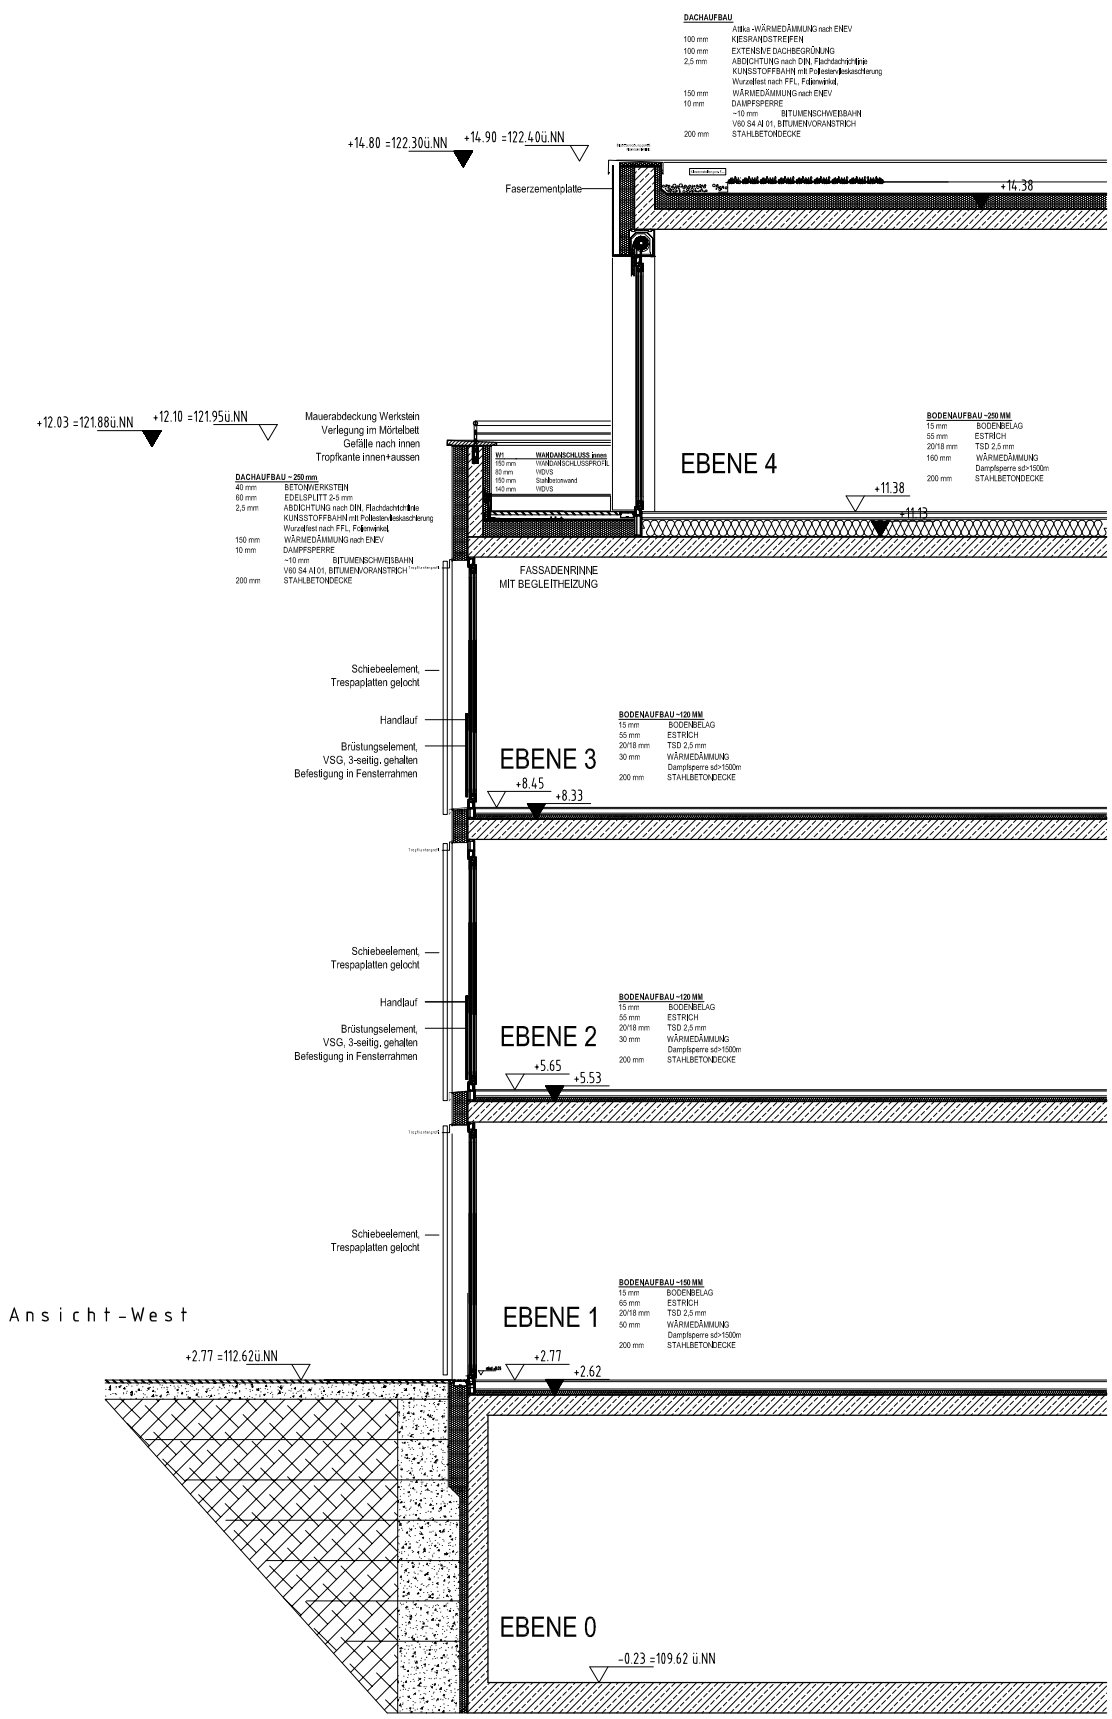 DACHAUFBAU
Attika -WÄRMEDÄMMUNG nach ENEV
100 mm KIESRANDSTREIFEN
100 mm EXTENSIVE DACHBEGRÜNUNG
2,5 mm ABDICHTUNG nach DIN, Flachdachrichtlinie
KUNSSTOFFBAHN mit Poliestervlieskaschierung
Wurzelfest nach FFL, Folienwinkel,
150 mm WÄRMEDÄMMUNG nach ENEV
10 mm DAMPFSPERRE
~10 mm BITUMENSCHWEIßBAHN
V60 S4 Al 01, BITUMENVORANSTRICH
200 mm STAHLBETONDECKE
+14.80 =122.30ü.NN
+14.90 =122.40ü.NN
Faserzementplatte
+14.38
+12.03 =121.88ü.NN
+12.10 =121.95ü.NN
Mauerabdeckung Werkstein
Verlegung im Mörtelbett
Gefälle nach innen
Tropfkante innen+aussen
DACHAUFBAU ~ 250 mm
40 mm BETONWERKSTEIN
60 mm EDELSPLITT 2-5 mm
2,5 mm ABDICHTUNG nach DIN, Flachdachrichtlinie
KUNSSTOFFBAHN mit Poliestervlieskaschierung
Wurzelfest nach FFL, Folienwinkel,
150 mm WÄRMEDÄMMUNG nach ENEV
10 mm DAMPFSPERRE
~10 mm BITUMENSCHWEIßBAHN
V60 S4 Al 01, BITUMENVORANSTRICH
200 mm STAHLBETONDECKE
W1 WANDANSCHLUSS innen
150 mm WANDANSCHLUSSPROFIL
80 mm WDVS
150 mm Stahlbetonwand
140 mm WDVS
EBENE 4
BODENAUFBAU ~250 MM
15 mm BODENBELAG
55 mm ESTRICH
20/18 mm TSD 2,5 mm
160 mm WÄRMEDÄMMUNG
Dampfsperre sd>1500m
200 mm STAHLBETONDECKE
+11.38
+11.13
FASSADENRINNE
MIT BEGLEITHEIZUNG
Schiebeelement,
Trespaplatten gelocht
Handlauf
Brüstungselement,
VSG, 3-seitig, gehalten
Befestigung in Fensterrahmen
EBENE 3
BODENAUFBAU ~120 MM
15 mm BODENBELAG
55 mm ESTRICH
20/18 mm TSD 2,5 mm
30 mm WÄRMEDÄMMUNG
Dampfsperre sd>1500m
200 mm STAHLBETONDECKE
+8.45
+8.33
Schiebeelement,
Trespaplatten gelocht
Handlauf
Brüstungselement,
VSG, 3-seitig, gehalten
Befestigung in Fensterrahmen
EBENE 2
BODENAUFBAU ~120 MM
15 mm BODENBELAG
55 mm ESTRICH
20/18 mm TSD 2,5 mm
30 mm WÄRMEDÄMMUNG
Dampfsperre sd>1500m
200 mm STAHLBETONDECKE
+5.65
+5.53
Schiebeelement,
Trespaplatten gelocht
Ansicht-West
EBENE 1
BODENAUFBAU ~150 MM
15 mm BODENBELAG
65 mm ESTRICH
20/18 mm TSD 2,5 mm
50 mm WÄRMEDÄMMUNG
Dampfsperre sd>1500m
200 mm STAHLBETONDECKE
+2.77 =112.62ü.NN
+2.77
+2.62
EBENE 0
-0.23 =109.62 ü.NN